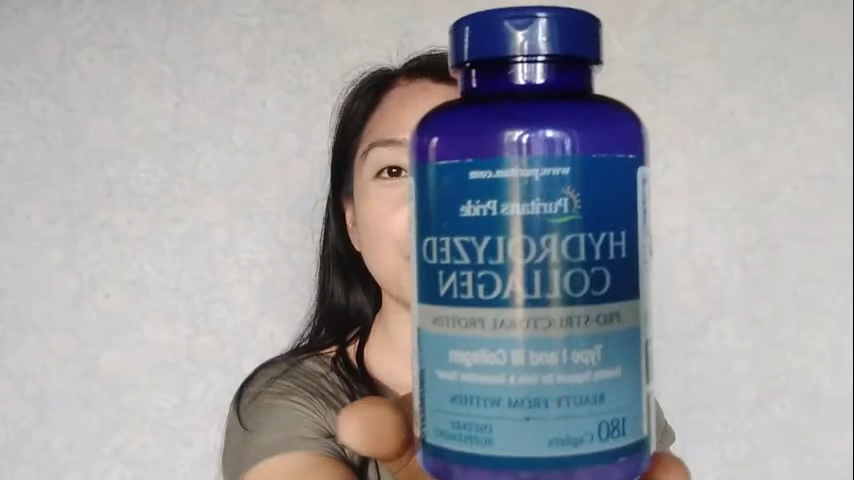 www.puritan.com
Puritan's Pride
HYDROLYZED
COLLAGEN
PRO-STRUCTURAL PROTEIN
Type I and III Collagen
BEAUTY FROM WITHIN
180 Caplets
DIETARY
SUPPLEMENT